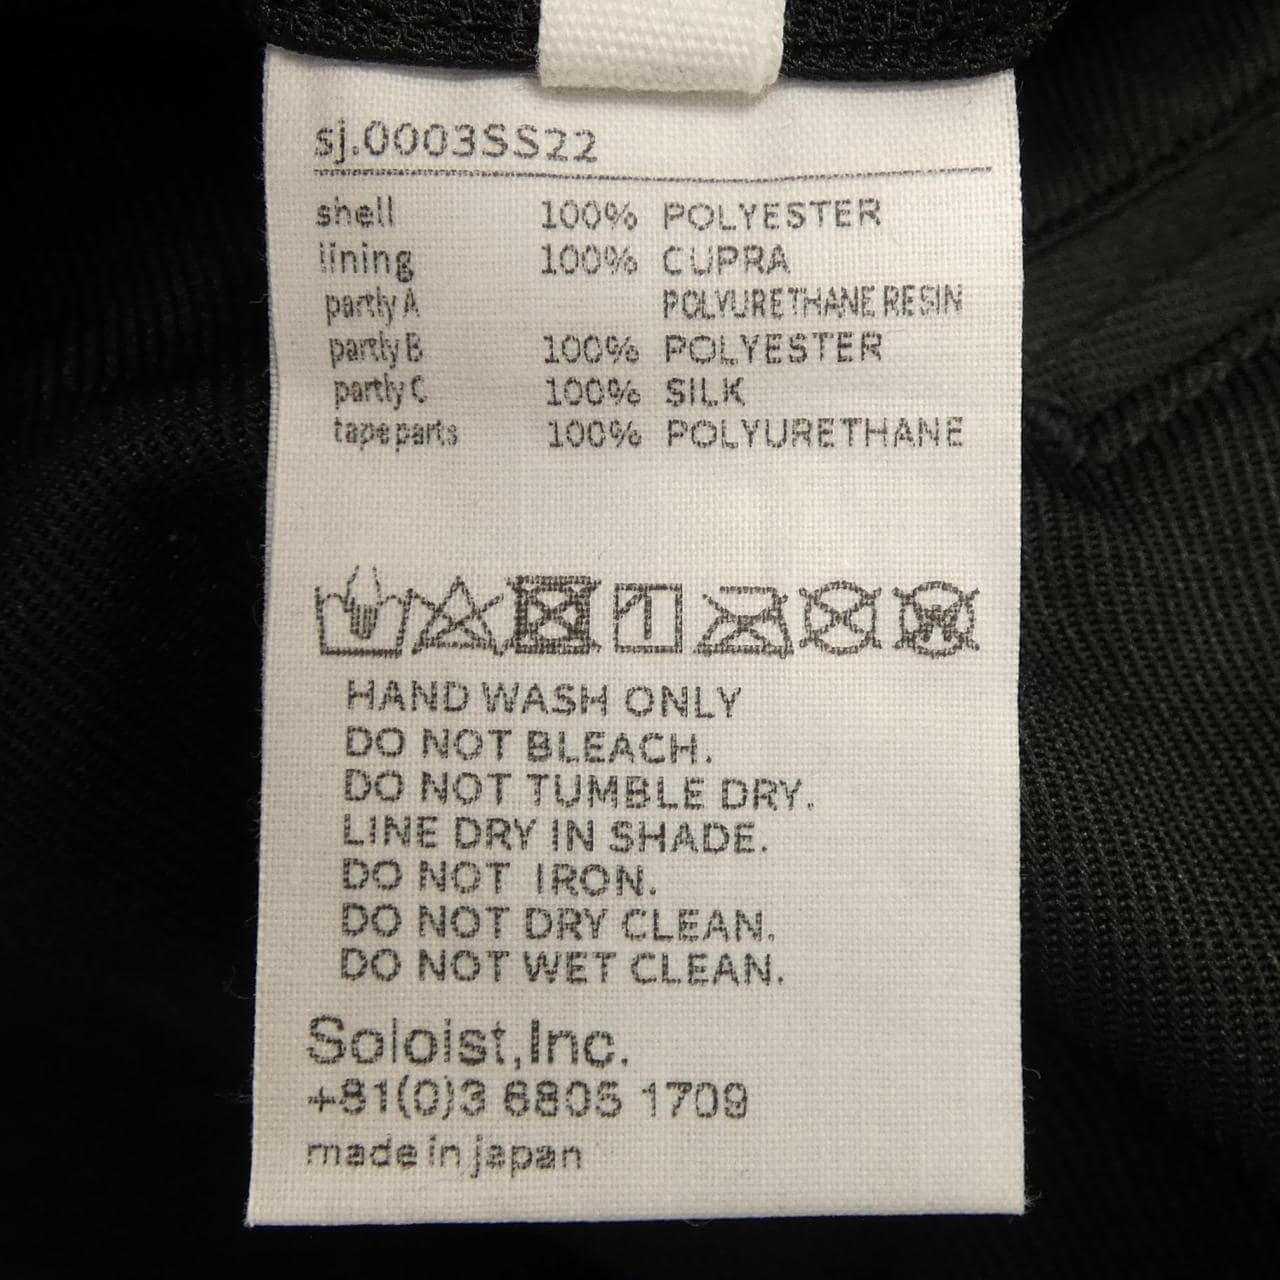 sj.0003SS22
shell 100% POLYESTER
lining 100% CUPRA
partly A POLYURETHANE RESIN
partly B 100% POLYESTER
partly C 100% SILK
tape parts 100% POLYURETHANE
HAND WASH ONLY
DO NOT BLEACH.
DO NOT TUMBLE DRY.
LINE DRY IN SHADE.
DO NOT IRON.
DO NOT DRY CLEAN.
DO NOT WET CLEAN.
Soloist,Inc.
+81(0)3 6805 1709
made in japan